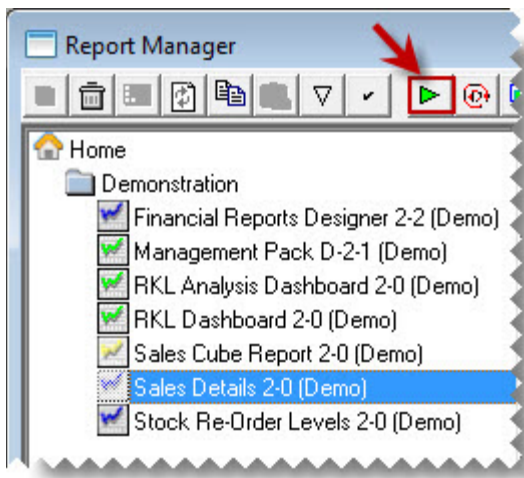 Report Manager
Home
Demonstration
Financial Reports Designer 2-2 (Demo)
Management Pack D-2-1 (Demo)
RKL Analysis Dashboard 2-0 (Demo)
RKL Dashboard 2-0 (Demo)
Sales Cube Report 2-0 (Demo)
Sales Details 2-0 (Demo)
Stock Re-Order Levels 2-0 (Demo)